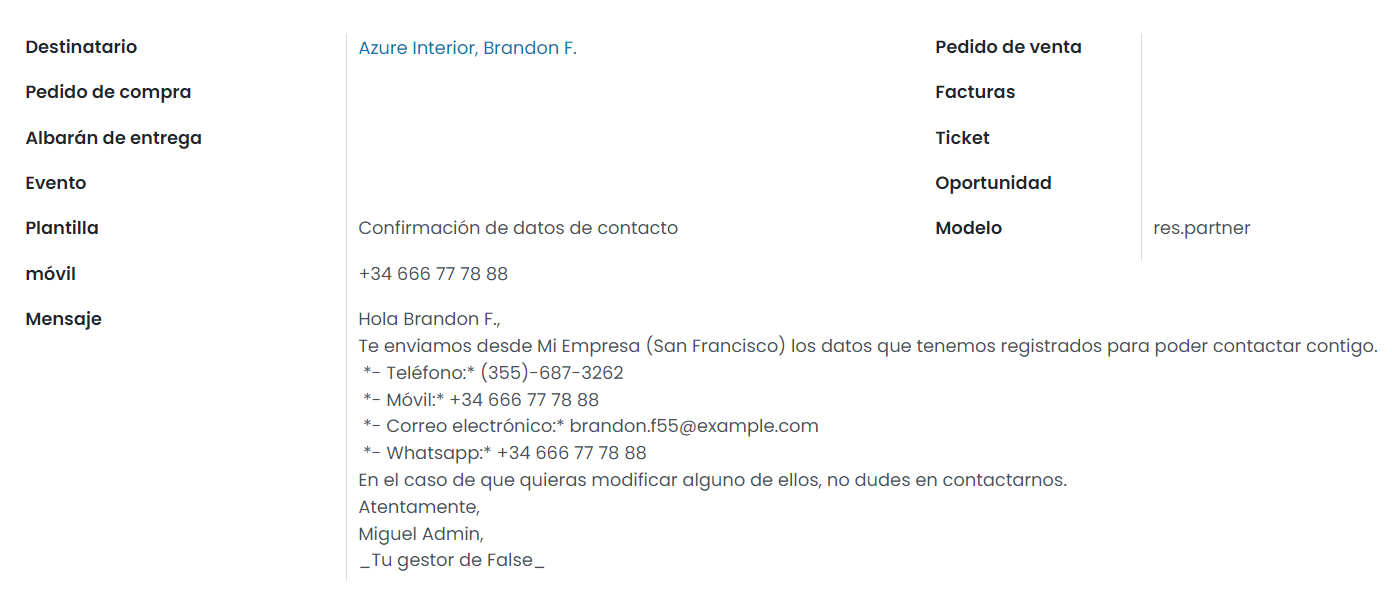 Destinatario Azure Interior, Brandon F. Pedido de venta
Pedido de compra Facturas
Albarán de entrega Ticket
Evento Oportunidad
Plantilla Confirmación de datos de contacto Modelo res.partner
móvil +34 666 77 78 88
Mensaje Hola Brandon F.,
Te enviamos desde Mi Empresa (San Francisco) los datos que tenemos registrados para poder contactar contigo.
*- Teléfono:* (355)-687-3262
*- Móvil:* +34 666 77 78 88
*- Correo electrónico:* brandon.f55@example.com
*- Whatsapp:* +34 666 77 78 88
En el caso de que quieras modificar alguno de ellos, no dudes en contactarnos.
Atentamente,
Miguel Admin,
_Tu gestor de False_